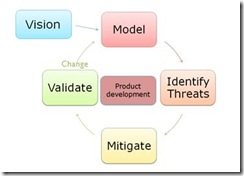 Vision
Model
Change
Validate
Product
development
Identify
Threats
Mitigate